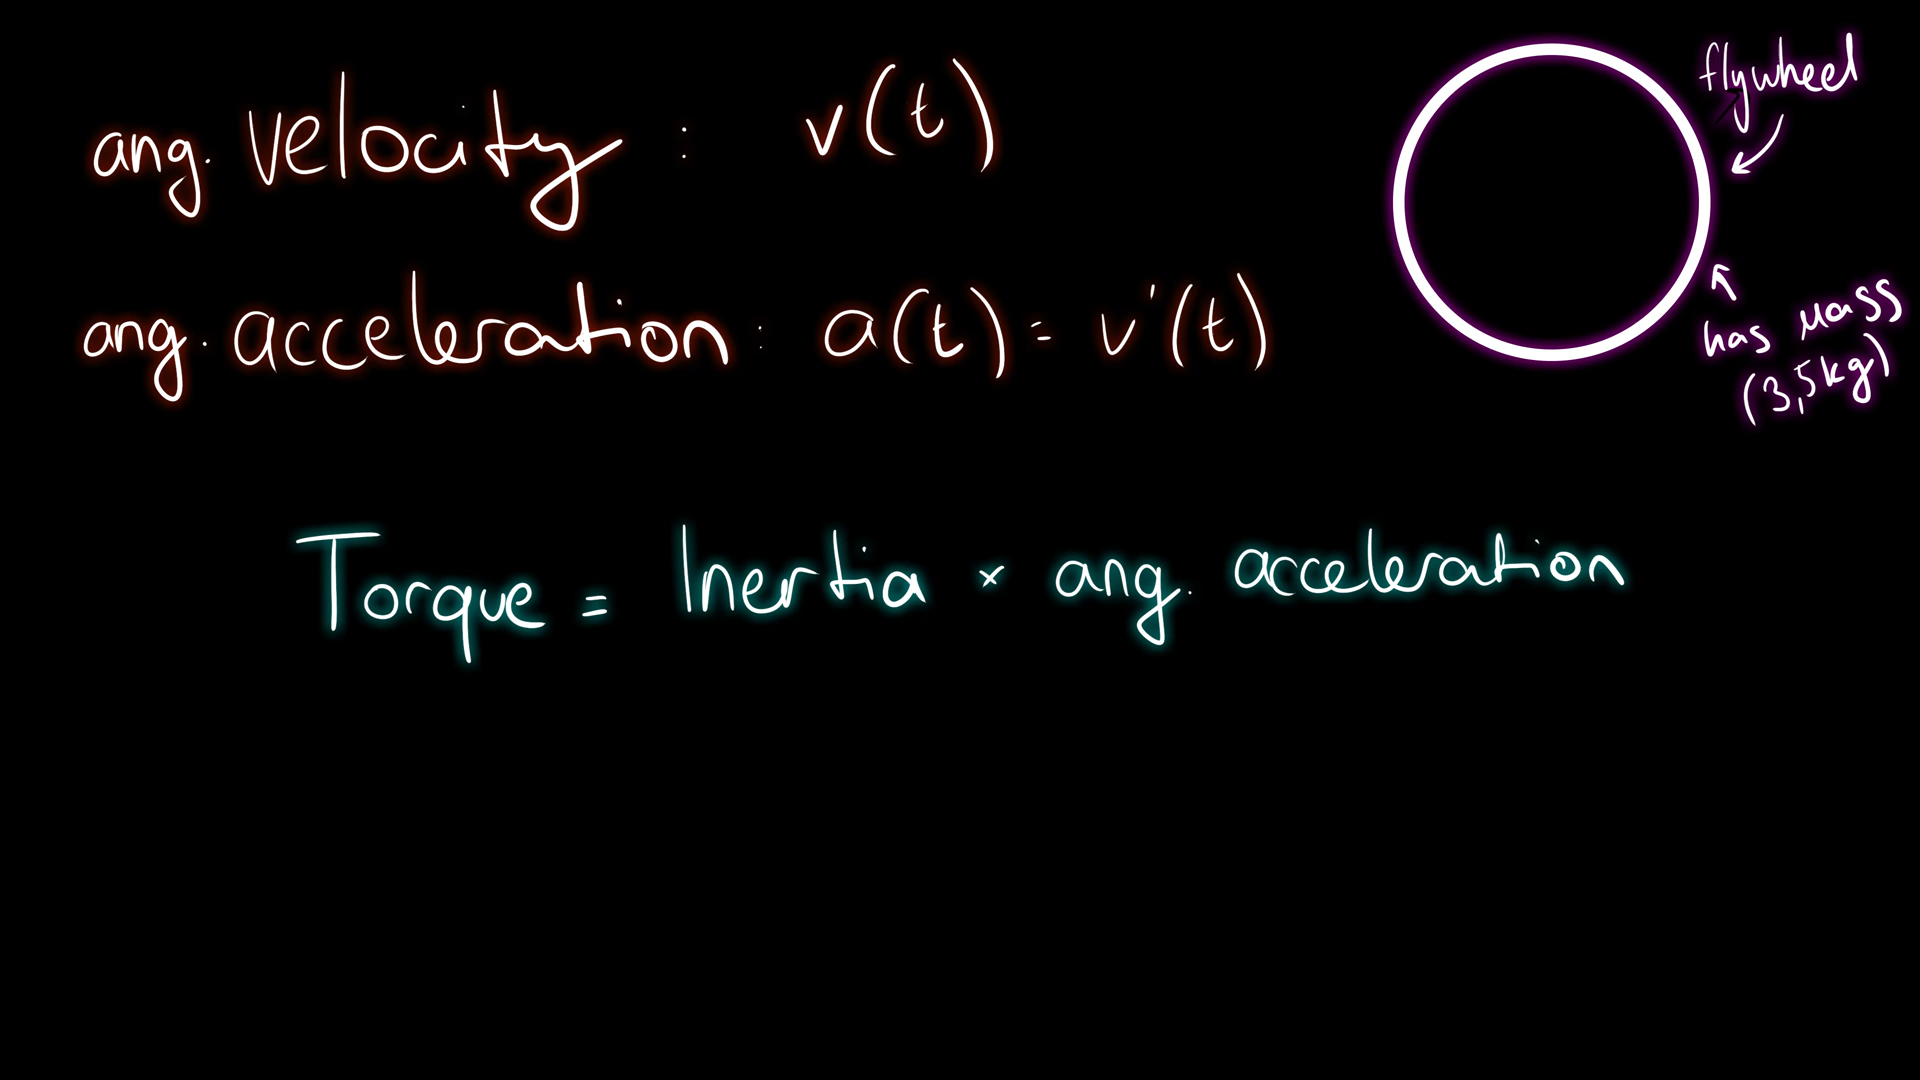 ang. velocity : v(t)
flywheel
ang. acceleration: a(t) = v'(t)
has mass
(3,5kg)
Torque = Inertia × ang. acceleration